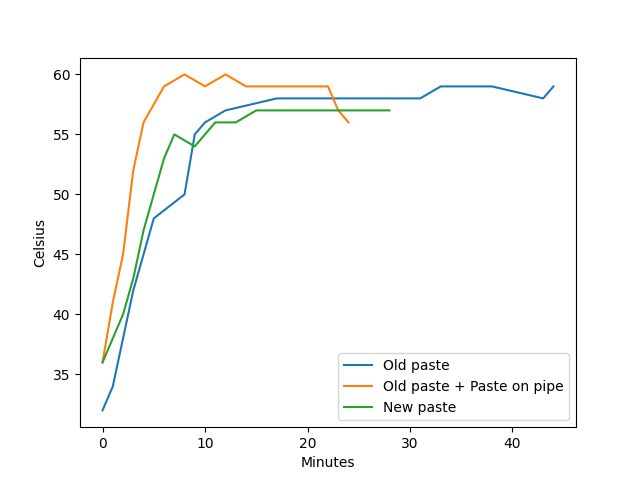 60
55
50
45
40
35
Celsius
0 10 20 30 40
Minutes
Old paste
Old paste + Paste on pipe
New paste